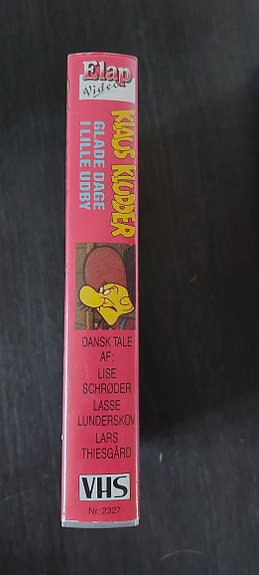 Elap
Video
KLAUS KLUDDER
GLADE DAGE
I LILLE UDBY
DANSK TALE
AF:
LISE
SCHRØDER
LASSE
LUNDERSKOV
LARS
THIESGÅRD
VHS
Nr. 2327